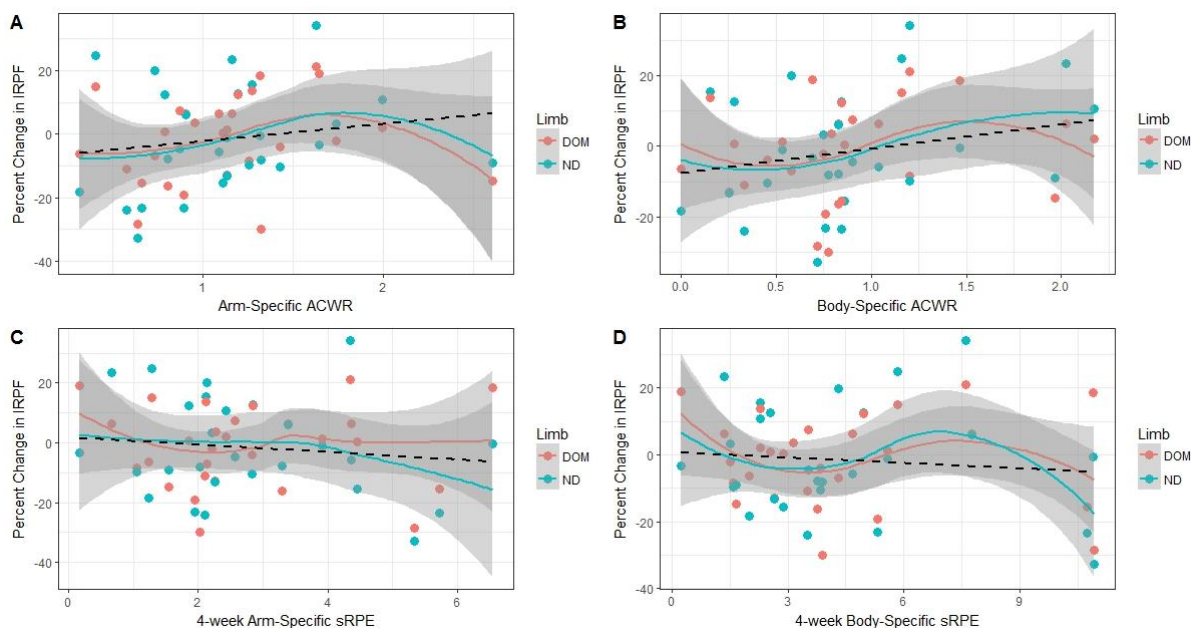 A
Percent Change in IRPF
20
0
-20
-40
1
2
Arm-Specific ACWR
Limb
DOM
ND
B
Percent Change in IRPF
20
0
-20
0.0
0.5
1.0
1.5
2.0
Body-Specific ACWR
Limb
DOM
ND
C
Percent Change in IRPF
20
0
-20
-40
0
2
4
6
4-week Arm-Specific sRPE
Limb
DOM
ND
D
Percent Change in IRPF
20
0
-20
-40
0
3
6
9
4-week Body-Specific sRPE
Limb
DOM
ND